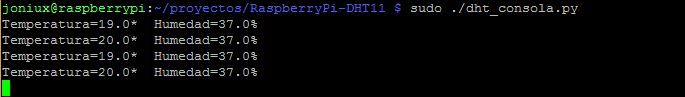 joniux@raspberrypi:~/proyectos/RaspberryPi-DHT11 $ sudo ./dht_consola.py
Temperatura=19.0*  Humedad=37.0%
Temperatura=20.0*  Humedad=37.0%
Temperatura=19.0*  Humedad=37.0%
Temperatura=20.0*  Humedad=37.0%